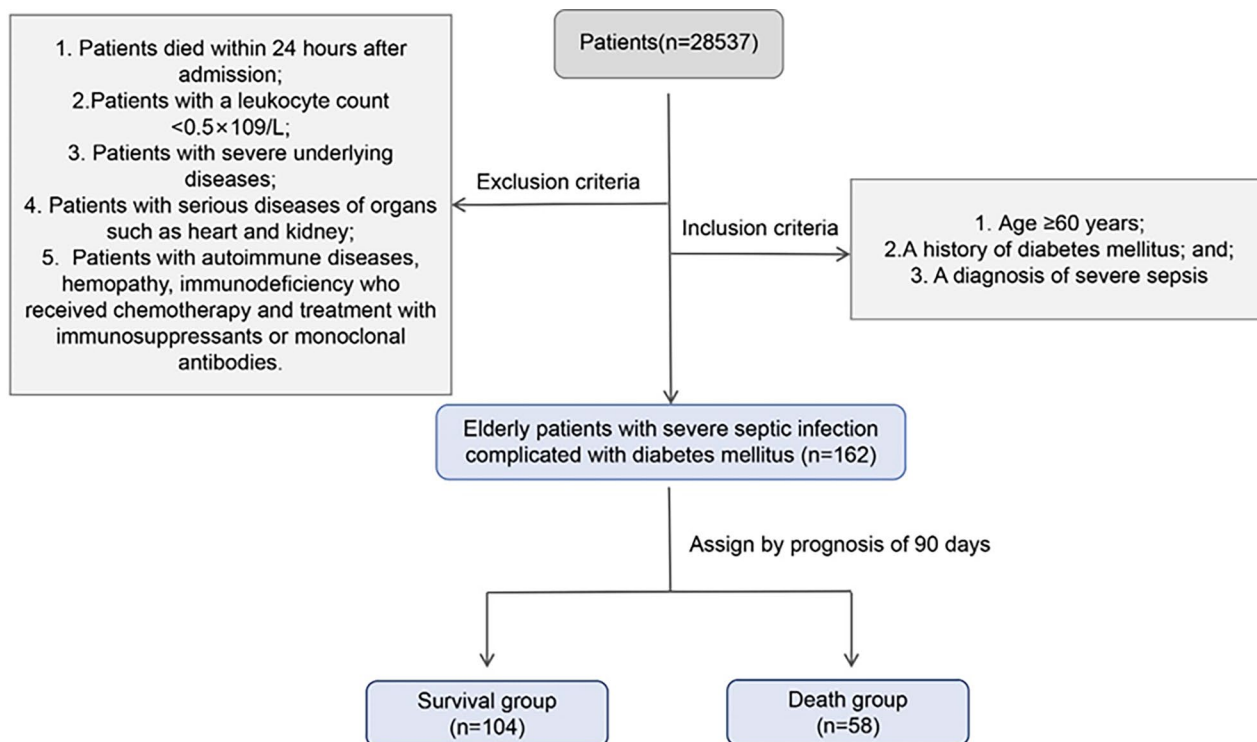 Patients(n=28537)
1. Patients died within 24 hours after
admission;
2.Patients with a leukocyte count
<0.5×109/L;
3. Patients with severe underlying
diseases;
4. Patients with serious diseases of organs
such as heart and kidney;
5. Patients with autoimmune diseases,
hemopathy, immunodeficiency who
received chemotherapy and treatment with
immunosuppressants or monoclonal
antibodies.
Exclusion criteria
Inclusion criteria
1. Age ≥60 years;
2.A history of diabetes mellitus; and;
3. A diagnosis of severe sepsis
Elderly patients with severe septic infection
complicated with diabetes mellitus (n=162)
Assign by prognosis of 90 days
Survival group
(n=104)
Death group
(n=58)